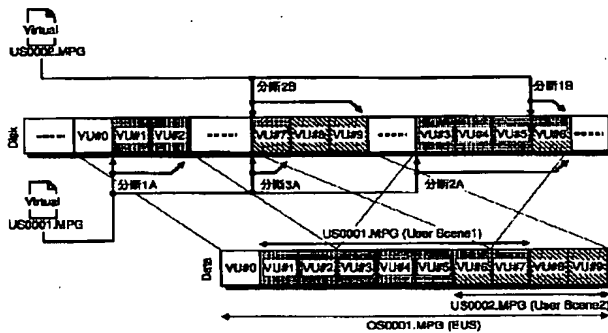 Virtual
US0002.MPG
分断2B
分断1B
Disk
VU#0
VU#1
VU#2
VU#7
VU#8
VU#9
VU#3
VU#4
VU#5
VU#6
分断1A
分断3A
分断2A
Virtual
US0001.MPG
US0001.MPG (User Scene1)
Data
VU#0
VU#1
VU#2
VU#3
VU#4
VU#5
VU#6
VU#7
VU#8
VU#9
US0002.MPG (User Scene2)
OS0001.MPG (EUS)